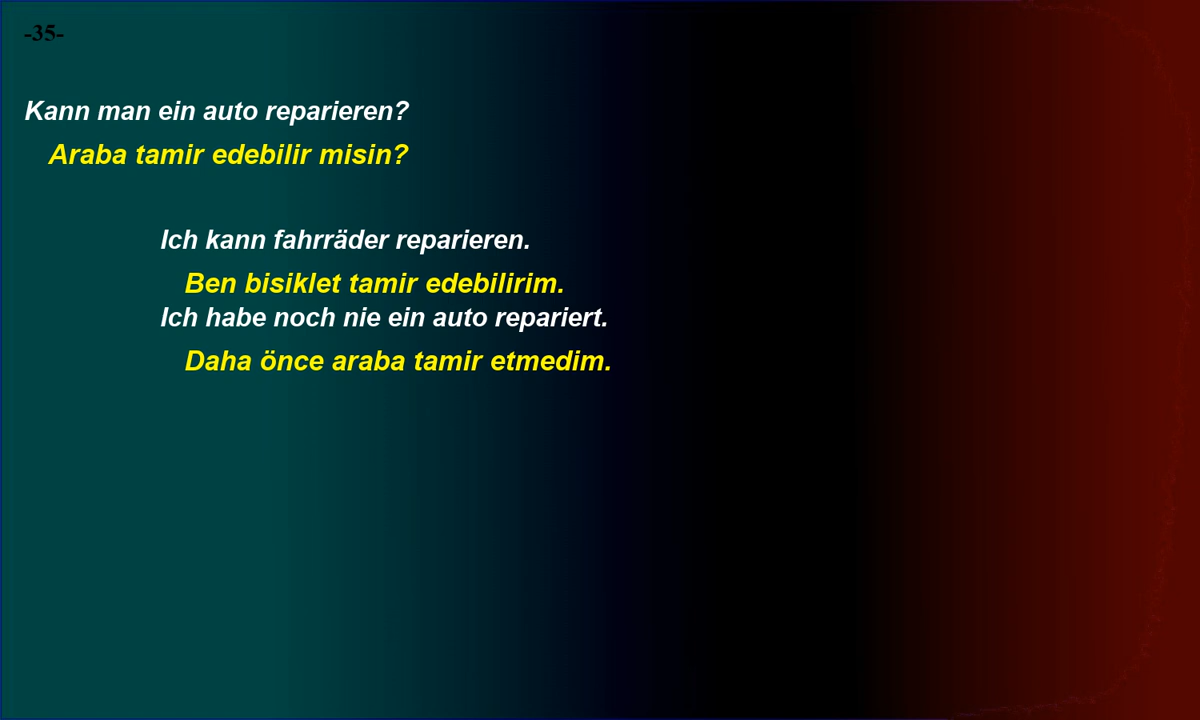 -35-
Kann man ein auto reparieren?
Araba tamir edebilir misin?
Ich kann fahrräder reparieren.
Ben bisiklet tamir edebilirim.
Ich habe noch nie ein auto repariert.
Daha önce araba tamir etmedim.